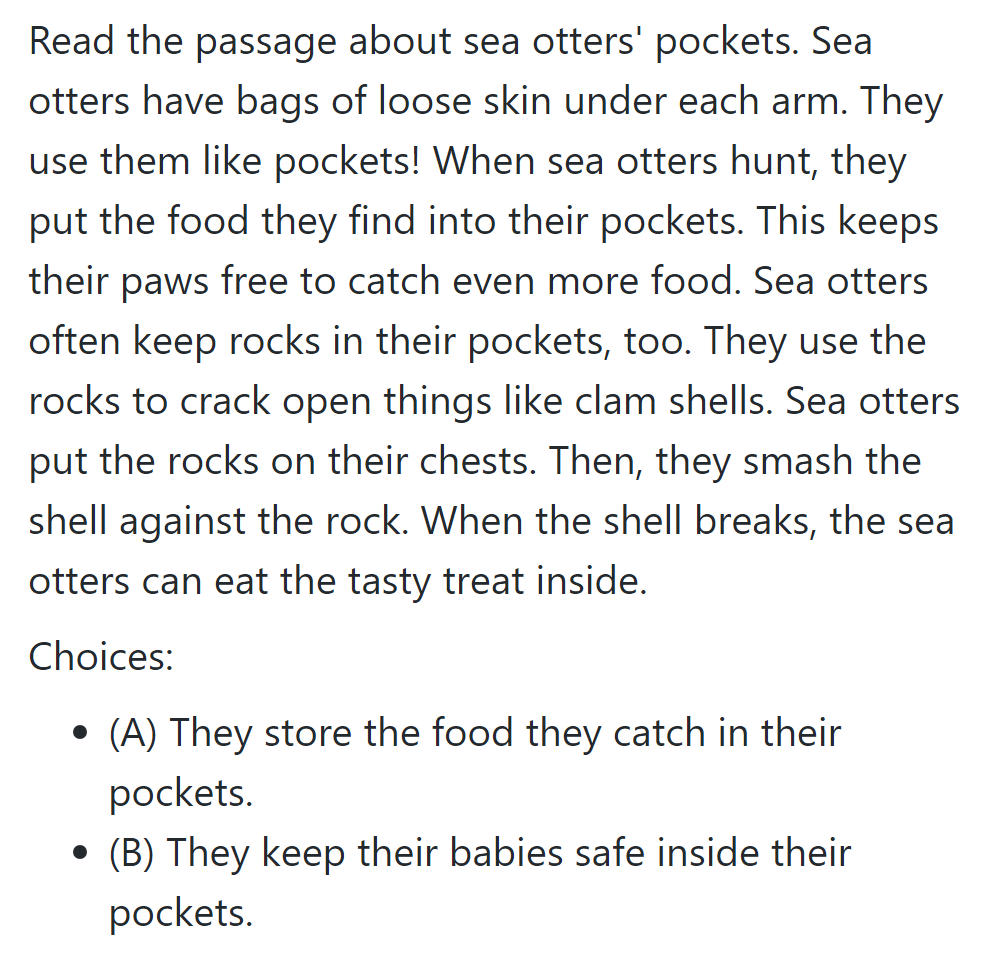 Read the passage about sea otters' pockets. Sea
otters have bags of loose skin under each arm. They
use them like pockets! When sea otters hunt, they
put the food they find into their pockets. This keeps
their paws free to catch even more food. Sea otters
often keep rocks in their pockets, too. They use the
rocks to crack open things like clam shells. Sea otters
put the rocks on their chests. Then, they smash the
shell against the rock. When the shell breaks, the sea
otters can eat the tasty treat inside.
Choices:
• (A) They store the food they catch in their
pockets.
• (B) They keep their babies safe inside their
pockets.